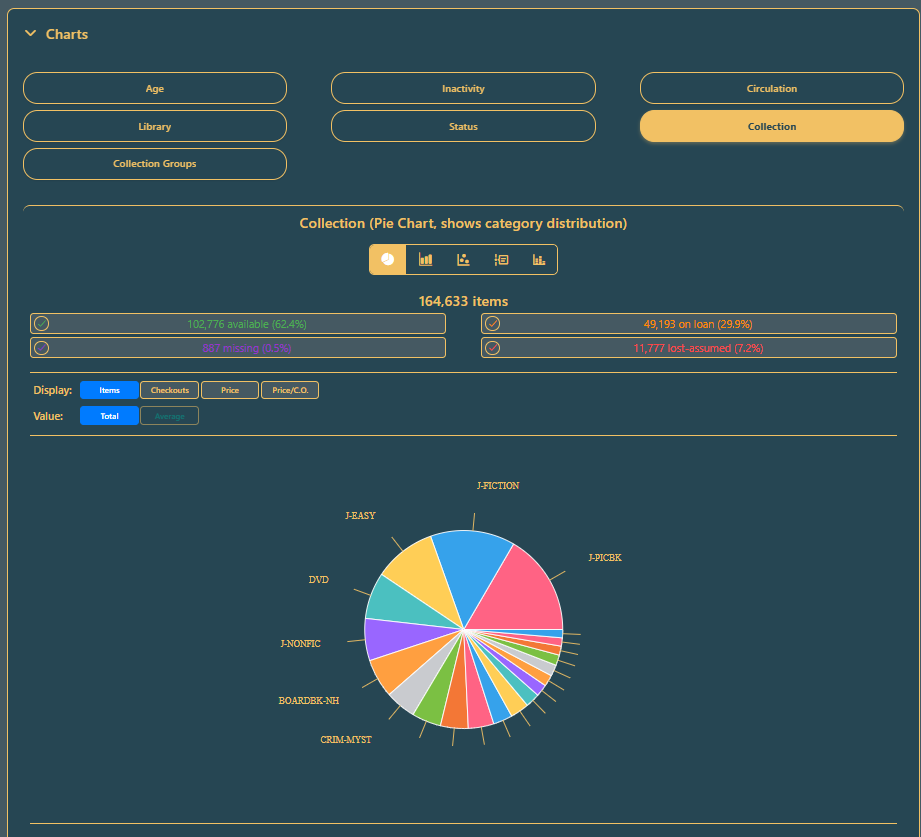 Charts
Age
Inactivity
Circulation
Library
Status
Collection
Collection Groups
Collection (Pie Chart, shows category distribution)
164,633 items
102,776 available (62.4%)
49,193 on loan (29.9%)
887 missing (0.5%)
11,777 lost-assumed (7.2%)
Display: Items Checkouts Price Price/C.O.
Value: Total Average
J-FICTION
J-EASY
J-PICBK
DVD
J-NONFIC
BOARDBK-NH
CRIM-MYST